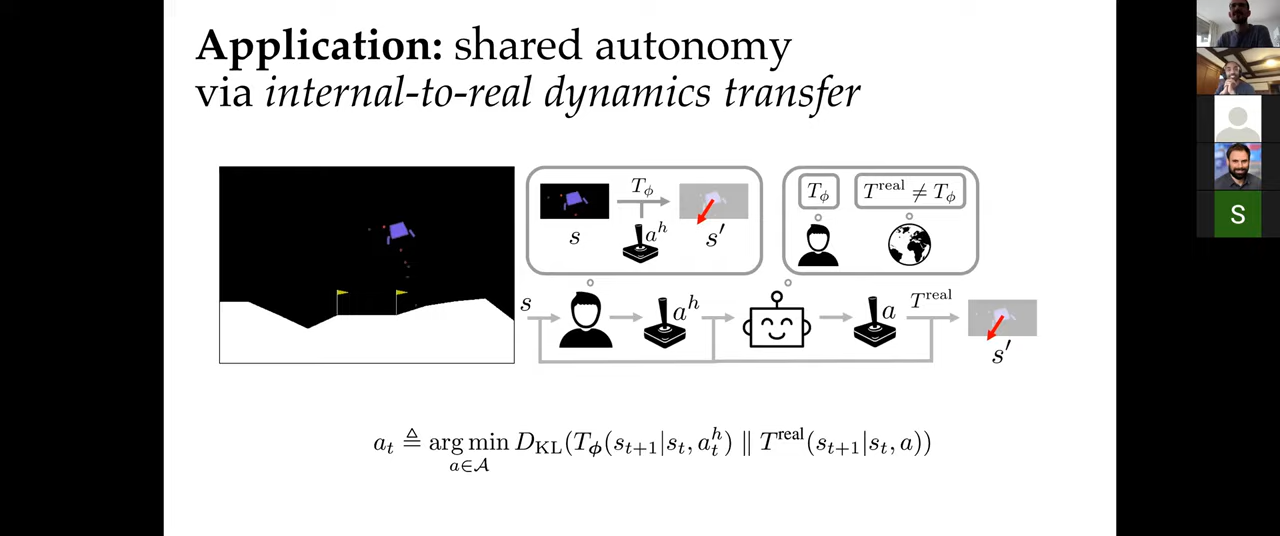 Application: shared autonomy
via internal-to-real dynamics transfer
T_ϕ
s
a^h
s′
T_ϕ
T^real ≠ T_ϕ
s
a^h
a
T^real
s′
a_t ≜ arg min_{a∈𝒜} D_KL(T_ϕ(s_{t+1}|s_t, a_t^h) ∥ T^real(s_{t+1}|s_t, a))
S